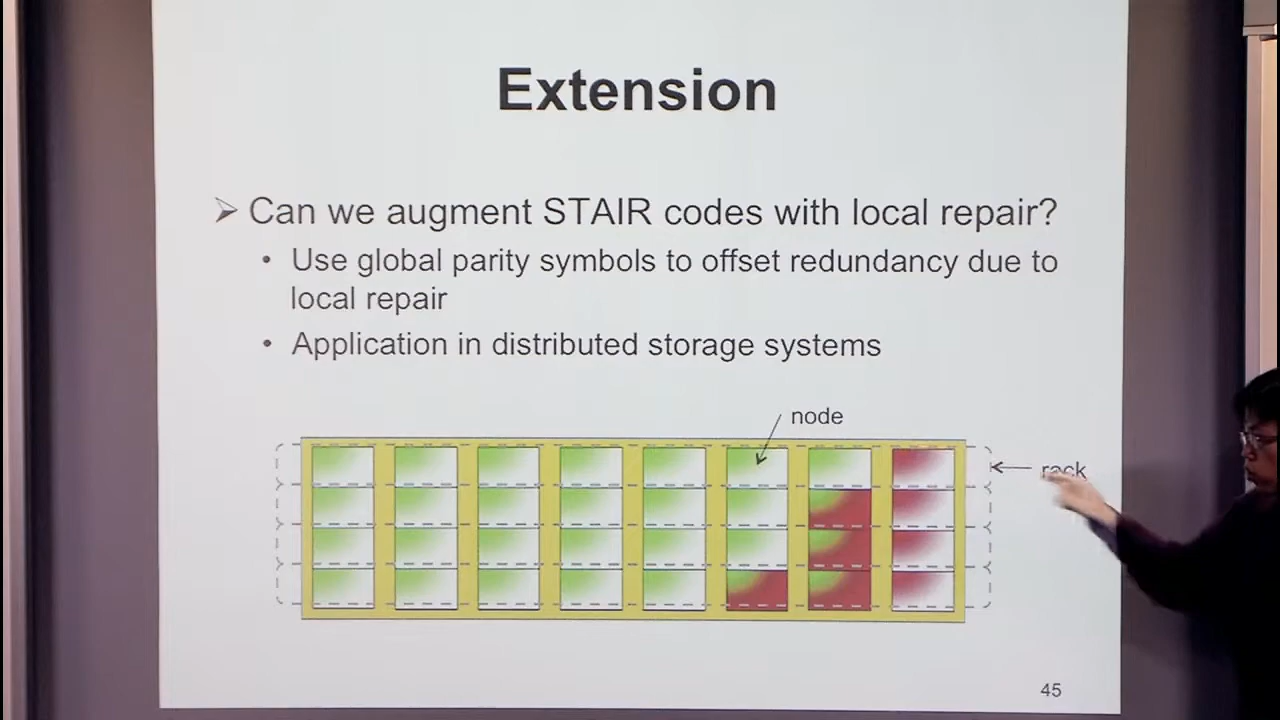 Extension
Can we augment STAIR codes with local repair?
• Use global parity symbols to offset redundancy due to
local repair
• Application in distributed storage systems
node
rack
45